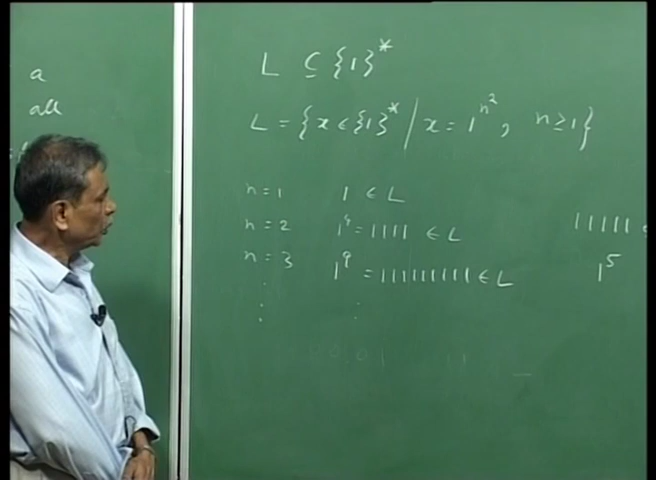 a
all
L ⊆ {1}*
L = {x ∈ {1}* | x = 1^n², n ≥ 1}
n = 1 1 ∈ L
n = 2 1⁴ = 1111 ∈ L 11111
n = 3 1⁹ = 111111111 ∈ L 1⁵